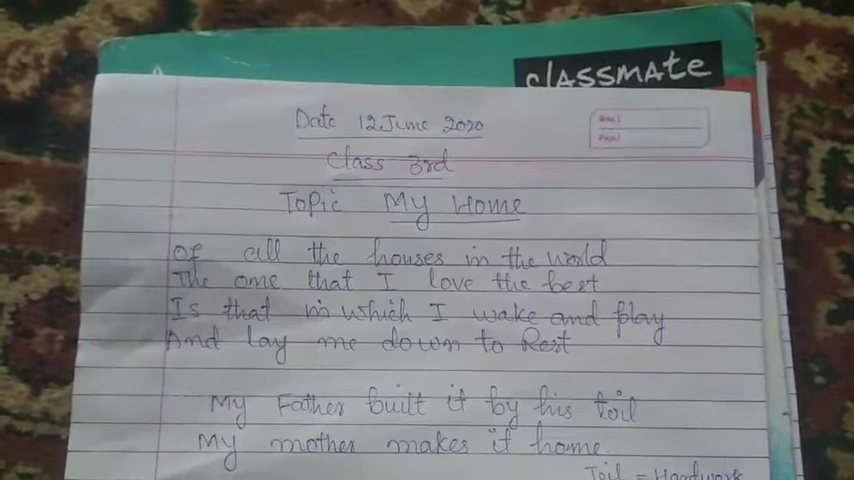 classmate
Date 12 June 2020
Date
Page
Class 3rd
Topic My Home
Of all the houses in the world
The one that I love the best
Is that in which I wake and play
And lay me down to Rest
My Father built it by his toil
My mother makes it home.
Toil = Hardwork